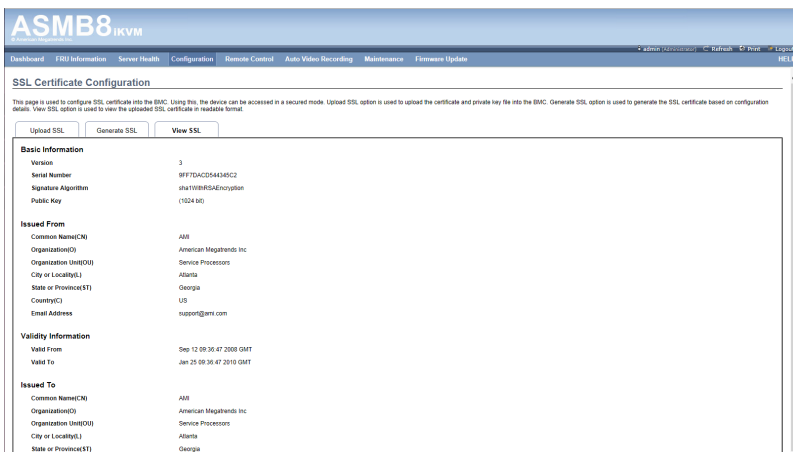 ASMB8 iKVM
© American Megatrends Inc.
admin (Administrator) Refresh Print Logout
Dashboard FRU Information Server Health Configuration Remote Control Auto Video Recording Maintenance Firmware Update HELP
SSL Certificate Configuration
This page is used to configure SSL certificate into the BMC. Using this, the device can be accessed in a secured mode. Upload SSL option is used to upload the certificate and private key file into the BMC. Generate SSL option is used to generate the SSL certificate based on configuration
details. View SSL option is used to view the uploaded SSL certificate in readable format.
Upload SSL Generate SSL View SSL
Basic Information
Version 3
Serial Number 9FF7DACD544345C2
Signature Algorithm sha1WithRSAEncryption
Public Key (1024 bit)
Issued From
Common Name(CN) AMI
Organization(O) American Megatrends Inc
Organization Unit(OU) Service Processors
City or Locality(L) Atlanta
State or Province(ST) Georgia
Country(C) US
Email Address support@ami.com
Validity Information
Valid From Sep 12 09:36:47 2008 GMT
Valid To Jan 25 09:36:47 2010 GMT
Issued To
Common Name(CN) AMI
Organization(O) American Megatrends Inc
Organization Unit(OU) Service Processors
City or Locality(L) Atlanta
State or Province(ST) Georgia